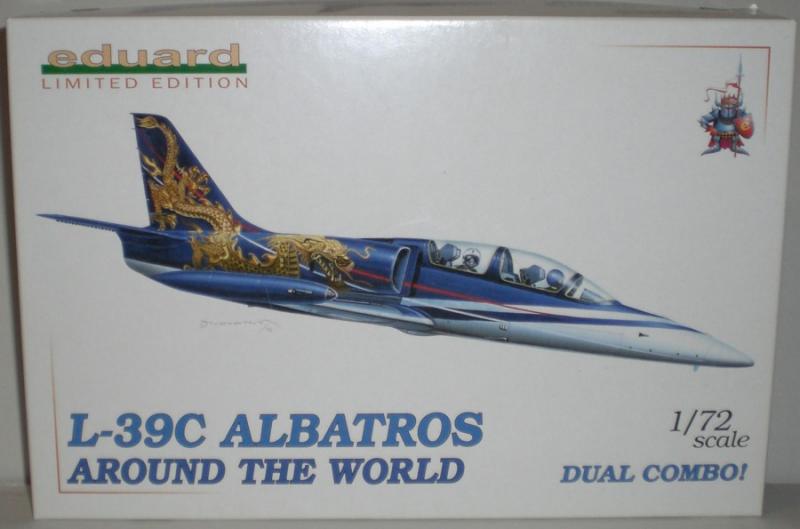 eduard
LIMITED EDITION
L-39C ALBATROS
AROUND THE WORLD
1/72
scale
DUAL COMBO!